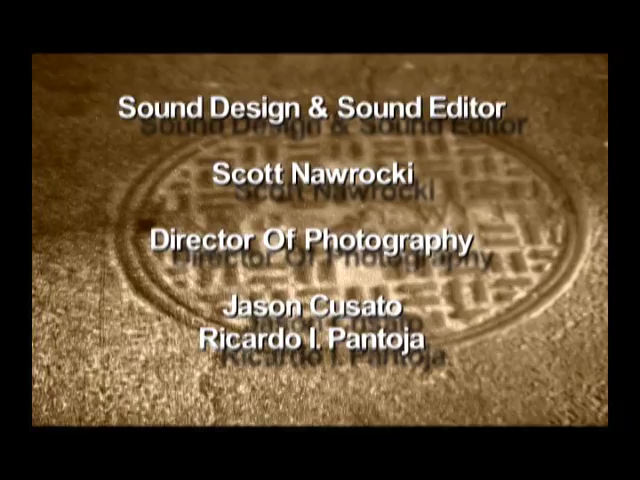 Sound Design & Sound Editor
Scott Nawrocki
Director Of Photography
Jason Cusato
Ricardo I. Pantoja